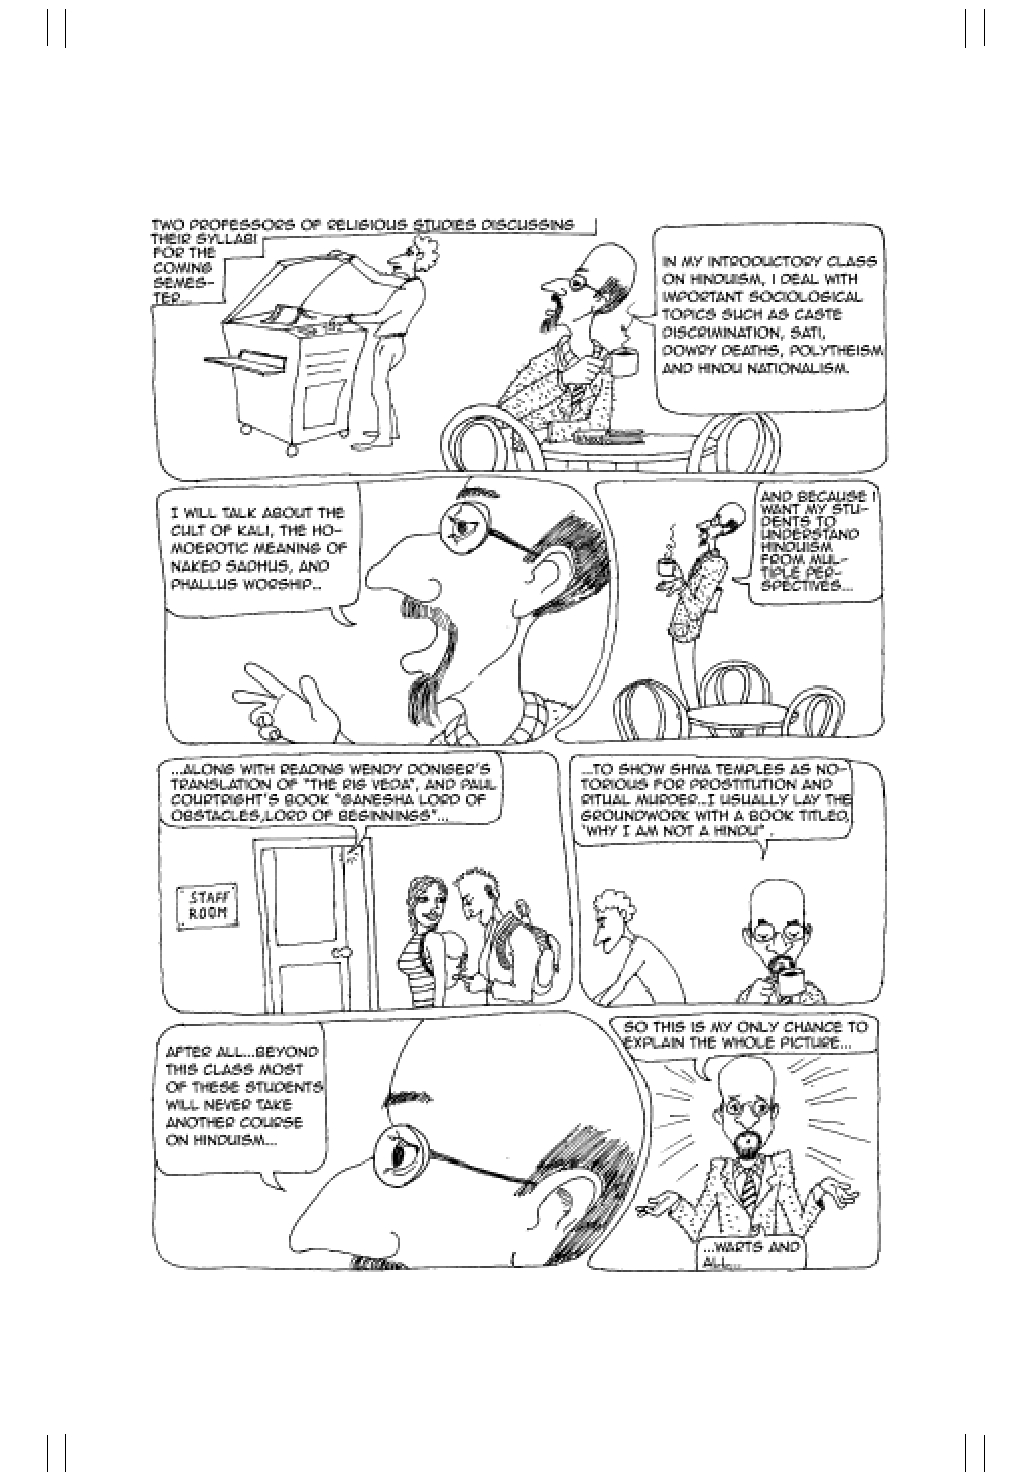 TWO PROFESSORS OF RELIGIOUS STUDIES DISCUSSING
THEIR SYLLABI
FOR THE
COMING
SEMES-
TER...
IN MY INTRODUCTORY CLASS
ON HINDUISM, I DEAL WITH
IMPORTANT SOCIOLOGICAL
TOPICS SUCH AS CASTE
DISCRIMINATION, SATI,
DOWRY DEATHS, POLYTHEISM
AND HINDU NATIONALISM.
I WILL TALK ABOUT THE
CULT OF KALI, THE HO-
MOEROTIC MEANING OF
NAKED SADHUS, AND
PHALLUS WORSHIP..
AND BECAUSE I
WANT MY STU-
DENTS TO
UNDERSTAND
HINDUISM
FROM MUL-
TIPLE PER-
SPECTIVES...
...ALONG WITH READING WENDY DONIGER'S
TRANSLATION OF "THE RIG VEDA", AND PAUL
COURTRIGHT'S BOOK "GANESHA LORD OF
OBSTACLES,LORD OF BEGINNINGS"...
STAFF
ROOM
...TO SHOW SHIVA TEMPLES AS NO-
TORIOUS FOR PROSTITUTION AND
RITUAL MURDER..I USUALLY LAY THE
GROUNDWORK WITH A BOOK TITLED,
"WHY I AM NOT A HINDU" .
AFTER ALL...BEYOND
THIS CLASS MOST
OF THESE STUDENTS
WILL NEVER TAKE
ANOTHER COURSE
ON HINDUISM...
SO THIS IS MY ONLY CHANCE TO
EXPLAIN THE WHOLE PICTURE...
...WARTS AND
ALL...